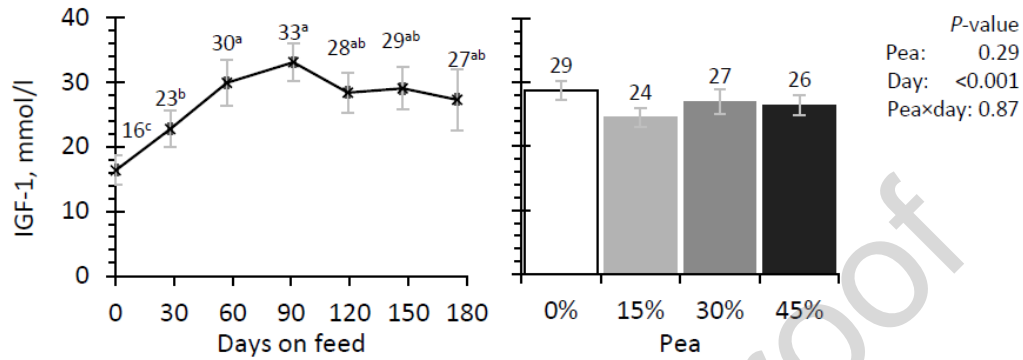 40
30
20
10
0
IGF-1, mmol/l
16ᶜ
23ᵇ
30ᵃ
33ᵃ
28ᵃᵇ
29ᵃᵇ
27ᵃᵇ
0 30 60 90 120 150 180
Days on feed
29
24
27
26
0% 15% 30% 45%
Pea
P-value
Pea: 0.29
Day: <0.001
Pea×day: 0.87
roof